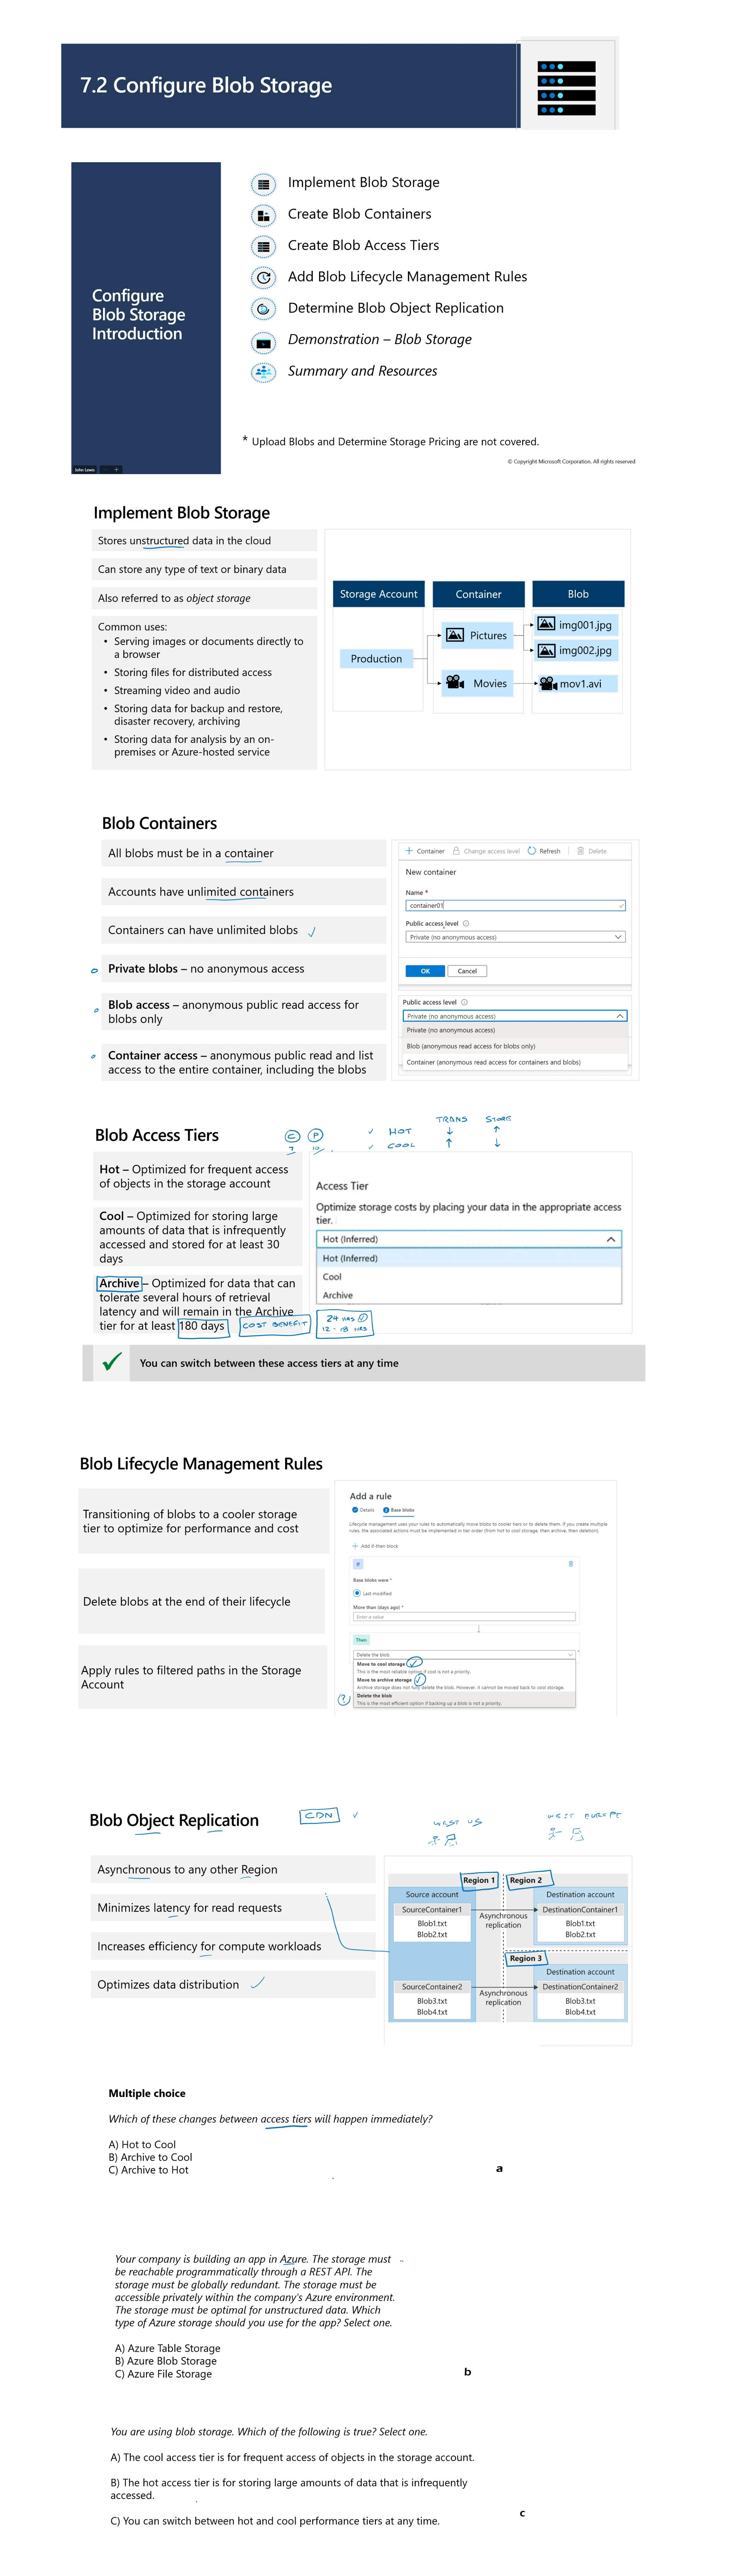 7.2 Configure Blob Storage
Configure
Blob Storage
Introduction
Implement Blob Storage
Create Blob Containers
Create Blob Access Tiers
Add Blob Lifecycle Management Rules
Determine Blob Object Replication
Demonstration – Blob Storage
Summary and Resources
* Upload Blobs and Determine Storage Pricing are not covered.
John Lewis
© Copyright Microsoft Corporation. All rights reserved
Implement Blob Storage
Stores unstructured data in the cloud
Can store any type of text or binary data
Also referred to as object storage
Common uses:
• Serving images or documents directly to
a browser
• Storing files for distributed access
• Streaming video and audio
• Storing data for backup and restore,
disaster recovery, archiving
• Storing data for analysis by an on-
premises or Azure-hosted service
Storage Account
Container
Blob
Production
Pictures
Movies
img001.jpg
img002.jpg
mov1.avi
Blob Containers
All blobs must be in a container
Accounts have unlimited containers
Containers can have unlimited blobs
Private blobs – no anonymous access
Blob access – anonymous public read access for
blobs only
Container access – anonymous public read and list
access to the entire container, including the blobs
+ Container Change access level Refresh Delete
New container
Name *
container01
Public access level
Private (no anonymous access)
OK Cancel
Public access level
Private (no anonymous access)
Private (no anonymous access)
Blob (anonymous read access for blobs only)
Container (anonymous read access for containers and blobs)
TRANS STORE
Blob Access Tiers
C P
7 10
✓ HOT ↓ ↑
✓ COOL ↑ ↓
Hot – Optimized for frequent access
of objects in the storage account
Cool – Optimized for storing large
amounts of data that is infrequently
accessed and stored for at least 30
days
Archive – Optimized for data that can
tolerate several hours of retrieval
latency and will remain in the Archive
tier for at least 180 days
COST BENEFIT
24 HRS
12 - 18 HRS
Access Tier
Optimize storage costs by placing your data in the appropriate access
tier.
Hot (Inferred)
Hot (Inferred)
Cool
Archive
You can switch between these access tiers at any time
Blob Lifecycle Management Rules
Transitioning of blobs to a cooler storage
tier to optimize for performance and cost
Delete blobs at the end of their lifecycle
Apply rules to filtered paths in the Storage
Account
Add a rule
Details 2 Base blobs
Lifecycle management uses your rules to automatically move blobs to cooler tiers or to delete them. If you create multiple
rules, the associated actions must be implemented in tier order (from hot to cool storage, then archive, then deletion).
+ Add if-then block
If
Base blobs were *
Last modified
More than (days ago) *
Enter a value
Then
Delete the blob
Move to cool storage
This is the most reliable option if cost is not a priority.
Move to archive storage
Archive storage does not fully delete the blob. However, it cannot be moved back to cool storage.
Delete the blob
This is the most efficient option if backing up a blob is not a priority.
?
Blob Object Replication
CDN ✓
WEST US
WEST EUROPE
Asynchronous to any other Region
Minimizes latency for read requests
Increases efficiency for compute workloads
Optimizes data distribution
Region 1
Region 2
Source account
Destination account
SourceContainer1
DestinationContainer1
Asynchronous
replication
Blob1.txt
Blob2.txt
Blob1.txt
Blob2.txt
Region 3
Destination account
SourceContainer2
DestinationContainer2
Asynchronous
replication
Blob3.txt
Blob4.txt
Blob3.txt
Blob4.txt
Multiple choice
Which of these changes between access tiers will happen immediately?
A) Hot to Cool
B) Archive to Cool
C) Archive to Hot
a
Your company is building an app in Azure. The storage must
be reachable programmatically through a REST API. The
storage must be globally redundant. The storage must be
accessible privately within the company's Azure environment.
The storage must be optimal for unstructured data. Which
type of Azure storage should you use for the app? Select one.
A) Azure Table Storage
B) Azure Blob Storage
C) Azure File Storage
b
You are using blob storage. Which of the following is true? Select one.
A) The cool access tier is for frequent access of objects in the storage account.
B) The hot access tier is for storing large amounts of data that is infrequently
accessed.
C) You can switch between hot and cool performance tiers at any time.
c